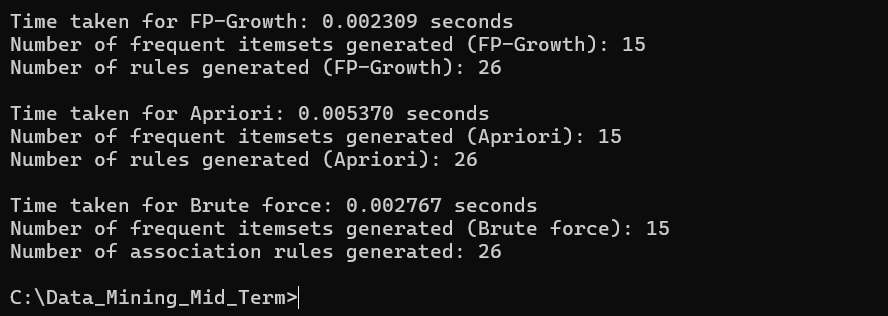 Time taken for FP-Growth: 0.002309 seconds
Number of frequent itemsets generated (FP-Growth): 15
Number of rules generated (FP-Growth): 26
Time taken for Apriori: 0.005370 seconds
Number of frequent itemsets generated (Apriori): 15
Number of rules generated (Apriori): 26
Time taken for Brute force: 0.002767 seconds
Number of frequent itemsets generated (Brute force): 15
Number of association rules generated: 26
C:\Data_Mining_Mid_Term>